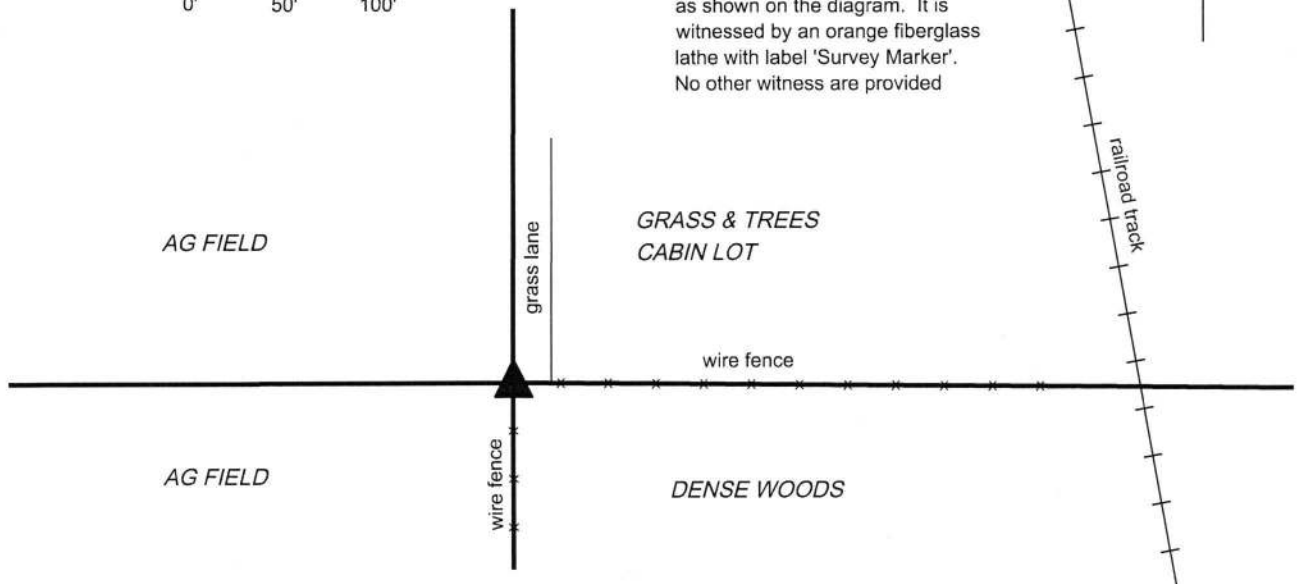 0' 50' 100'
as shown on the diagram. It is
witnessed by an orange fiberglass
lathe with label 'Survey Marker'.
No other witness are provided
railroad track
AG FIELD
grass lane
GRASS & TREES
CABIN LOT
wire fence
AG FIELD
wire fence
DENSE WOODS